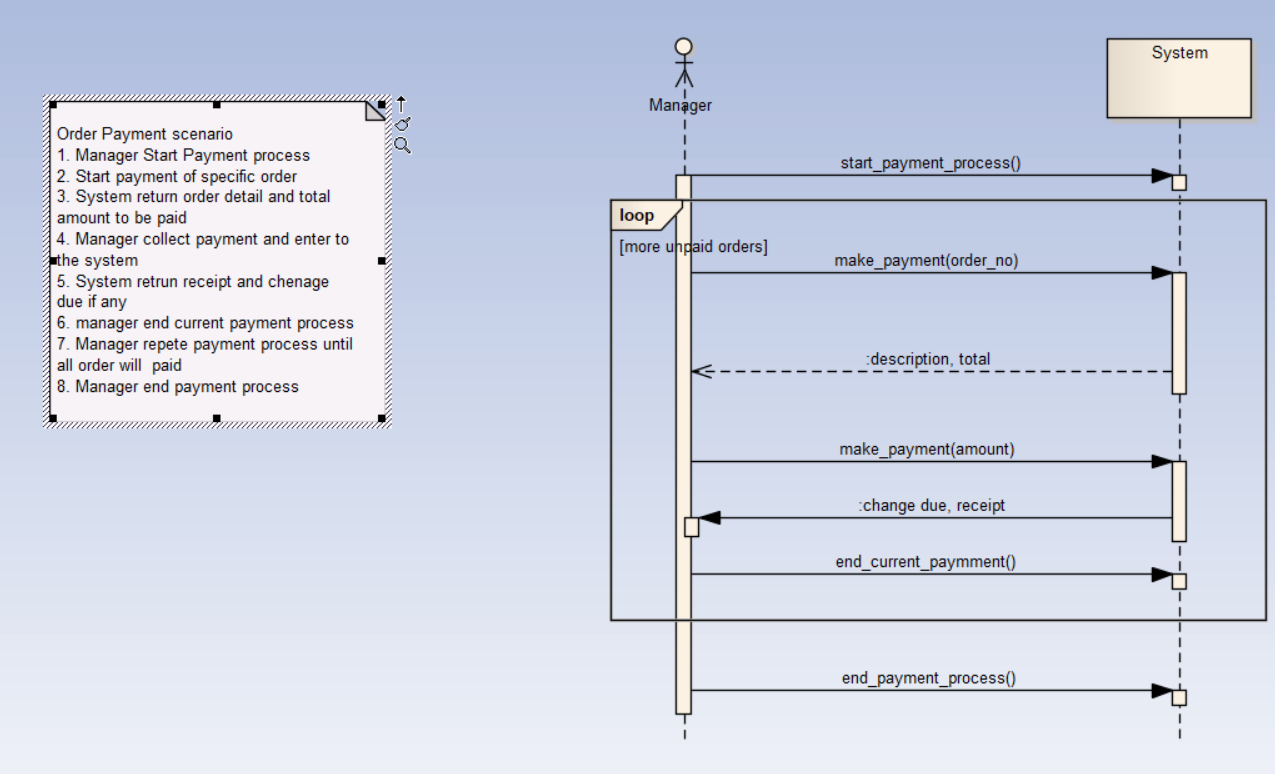 Order Payment scenario
1. Manager Start Payment process
2. Start payment of specific order
3. System return order detail and total
amount to be paid
4. Manager collect payment and enter to
the system
5. System retrun receipt and chenage
due if any
6. manager end current payment process
7. Manager repete payment process until
all order will  paid
8. Manager end payment process
Manager
System
start_payment_process()
loop
[more unpaid orders]
make_payment(order_no)
:description, total
make_payment(amount)
:change due, receipt
end_current_paymment()
end_payment_process()